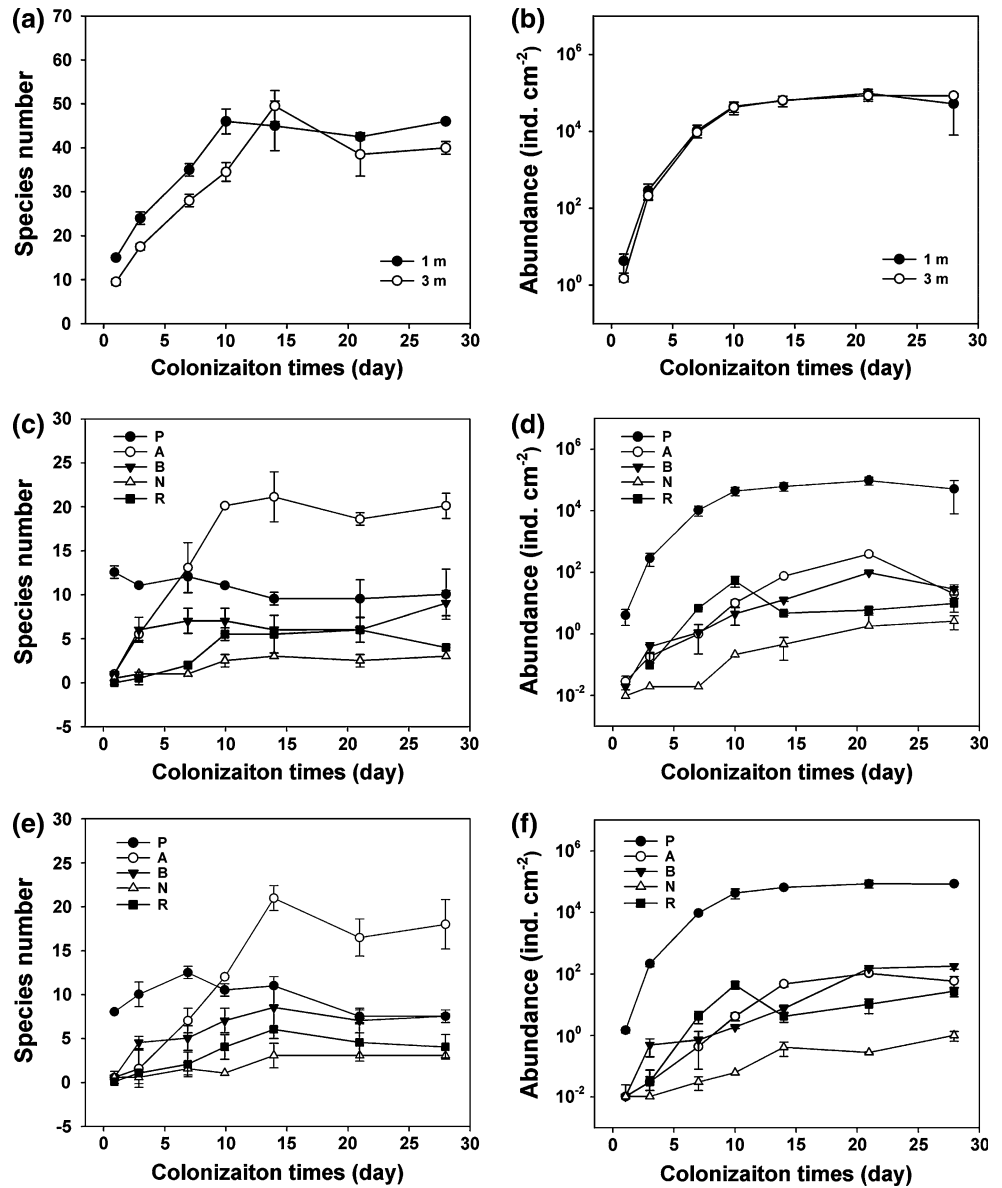 (a)
70
60
50
40
30
20
10
0
Species number
1 m
3 m
0 5 10 15 20 25 30
Colonizaiton times (day)
(b)
10⁶
10⁴
10²
10⁰
Abundance (ind. cm⁻²)
1 m
3 m
0 5 10 15 20 25 30
Colonizaiton times (day)
(c)
30
25
20
15
10
5
0
-5
Species number
P
A
B
N
R
0 5 10 15 20 25 30
Colonizaiton times (day)
(d)
10⁶
10⁴
10²
10⁰
10⁻²
Abundance (ind. cm⁻²)
P
A
B
N
R
0 5 10 15 20 25 30
Colonizaiton times (day)
(e)
30
25
20
15
10
5
0
-5
Species number
P
A
B
N
R
0 5 10 15 20 25 30
Colonizaiton times (day)
(f)
10⁶
10⁴
10²
10⁰
10⁻²
Abundance (ind. cm⁻²)
P
A
B
N
R
0 5 10 15 20 25 30
Colonizaiton times (day)